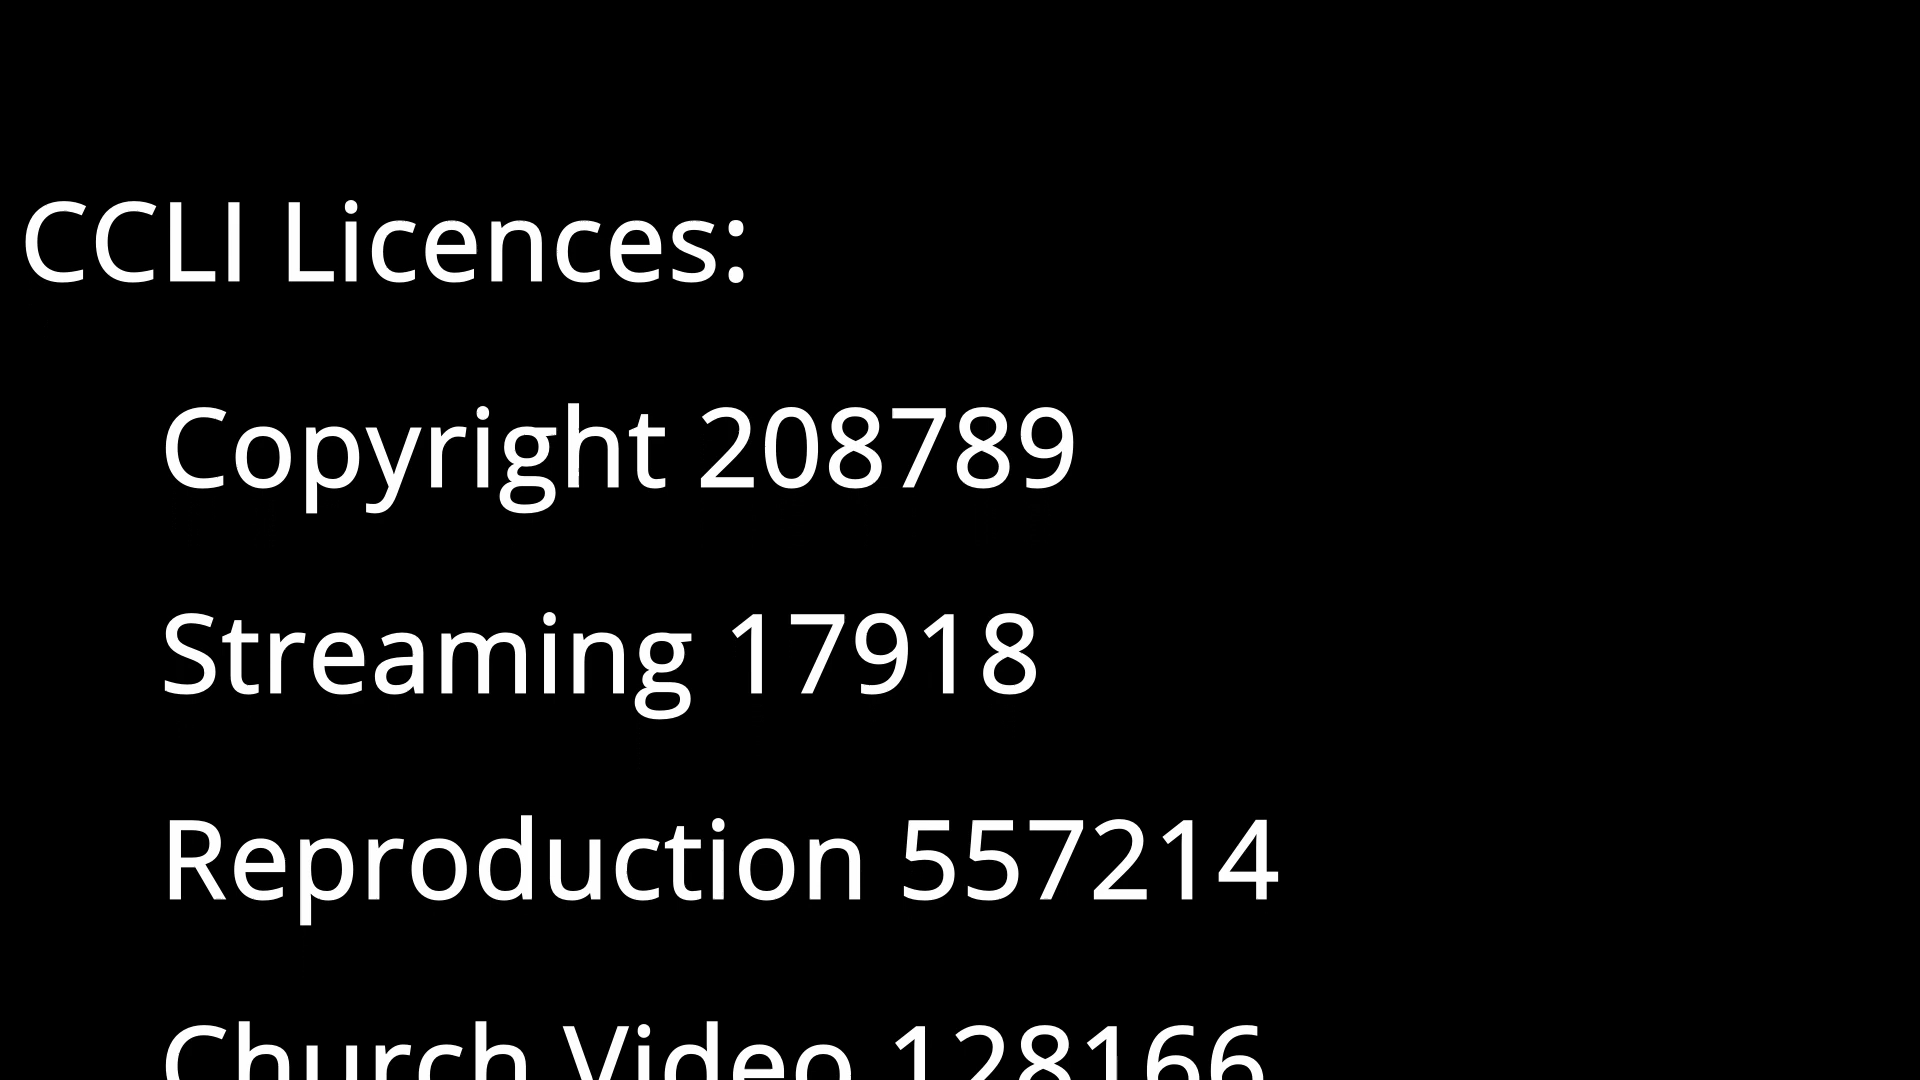 CCLI Licences:
Copyright 208789
Streaming 17918
Reproduction 557214
Church Video 128166